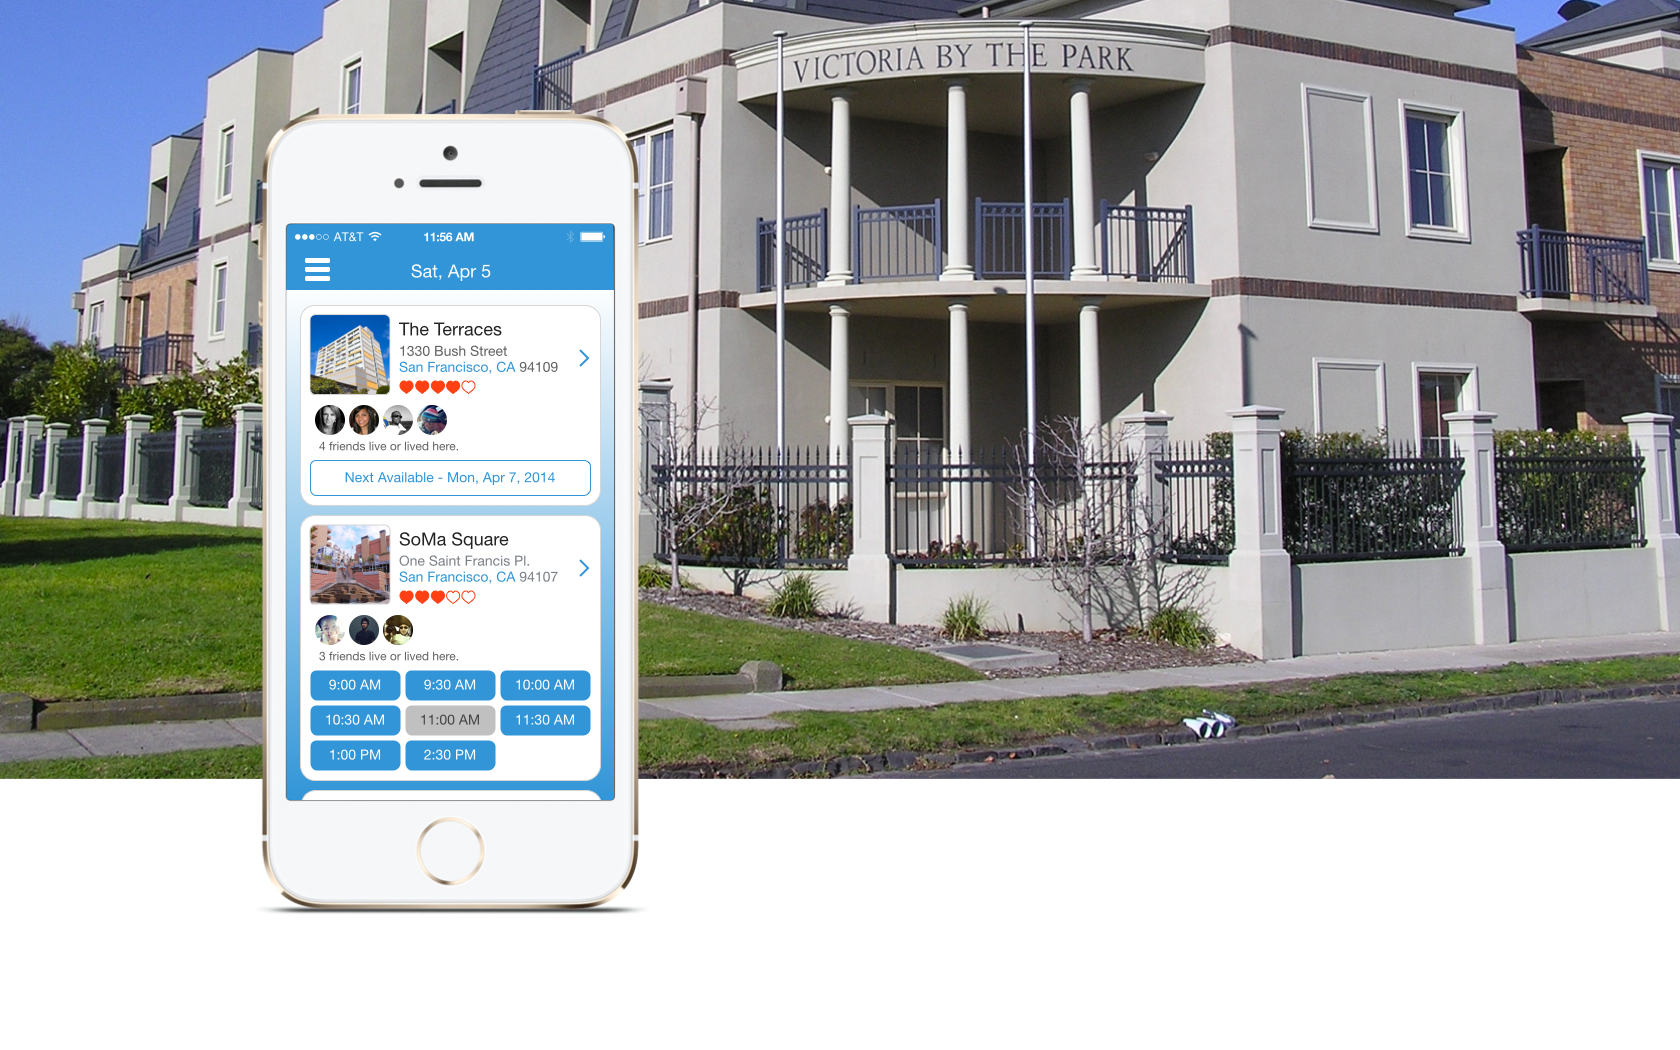 VICTORIA BY THE PARK
AT&T 11:56 AM
Sat, Apr 5
The Terraces
1330 Bush Street
San Francisco, CA 94109
4 friends live or lived here.
Next Available - Mon, Apr 7, 2014
SoMa Square
One Saint Francis Pl.
San Francisco, CA 94107
3 friends live or lived here.
9:00 AM 9:30 AM 10:00 AM
10:30 AM 11:00 AM 11:30 AM
1:00 PM 2:30 PM